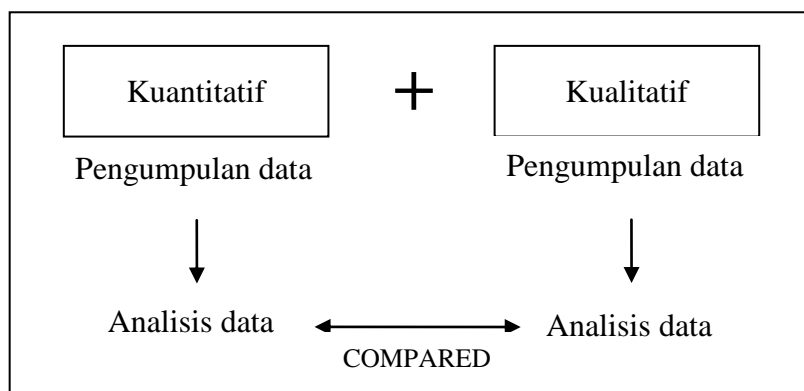 Kuantitatif + Kualitatif
Pengumpulan data Pengumpulan data
Analisis data Analisis data
COMPARED